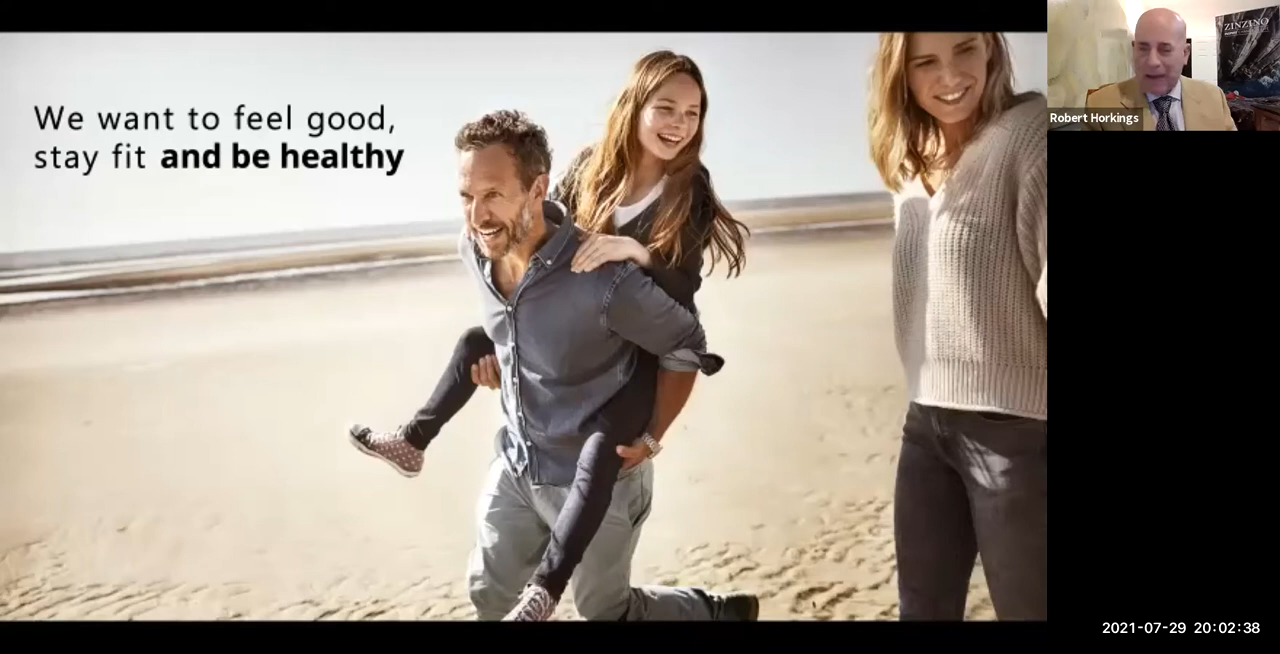 We want to feel good,
stay fit and be healthy
ZINZINO
Robert Horkings
2021-07-29 20:02:38